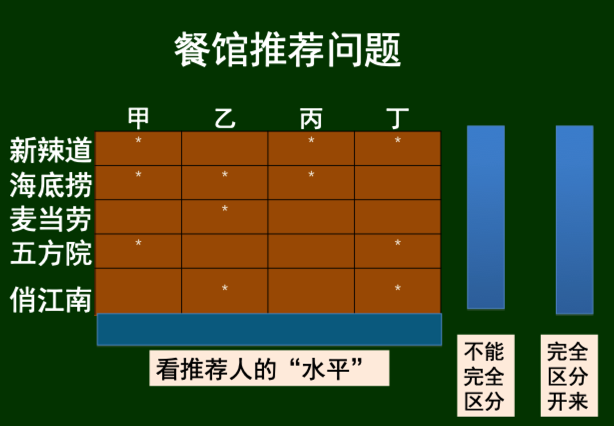 餐馆推荐问题
甲 乙 丙 丁
新辣道 * * *
海底捞 * * *
麦当劳 *
五方院 * *
俏江南 * *
看推荐人的“水平”
不能
完全
区分
完全
区分
开来